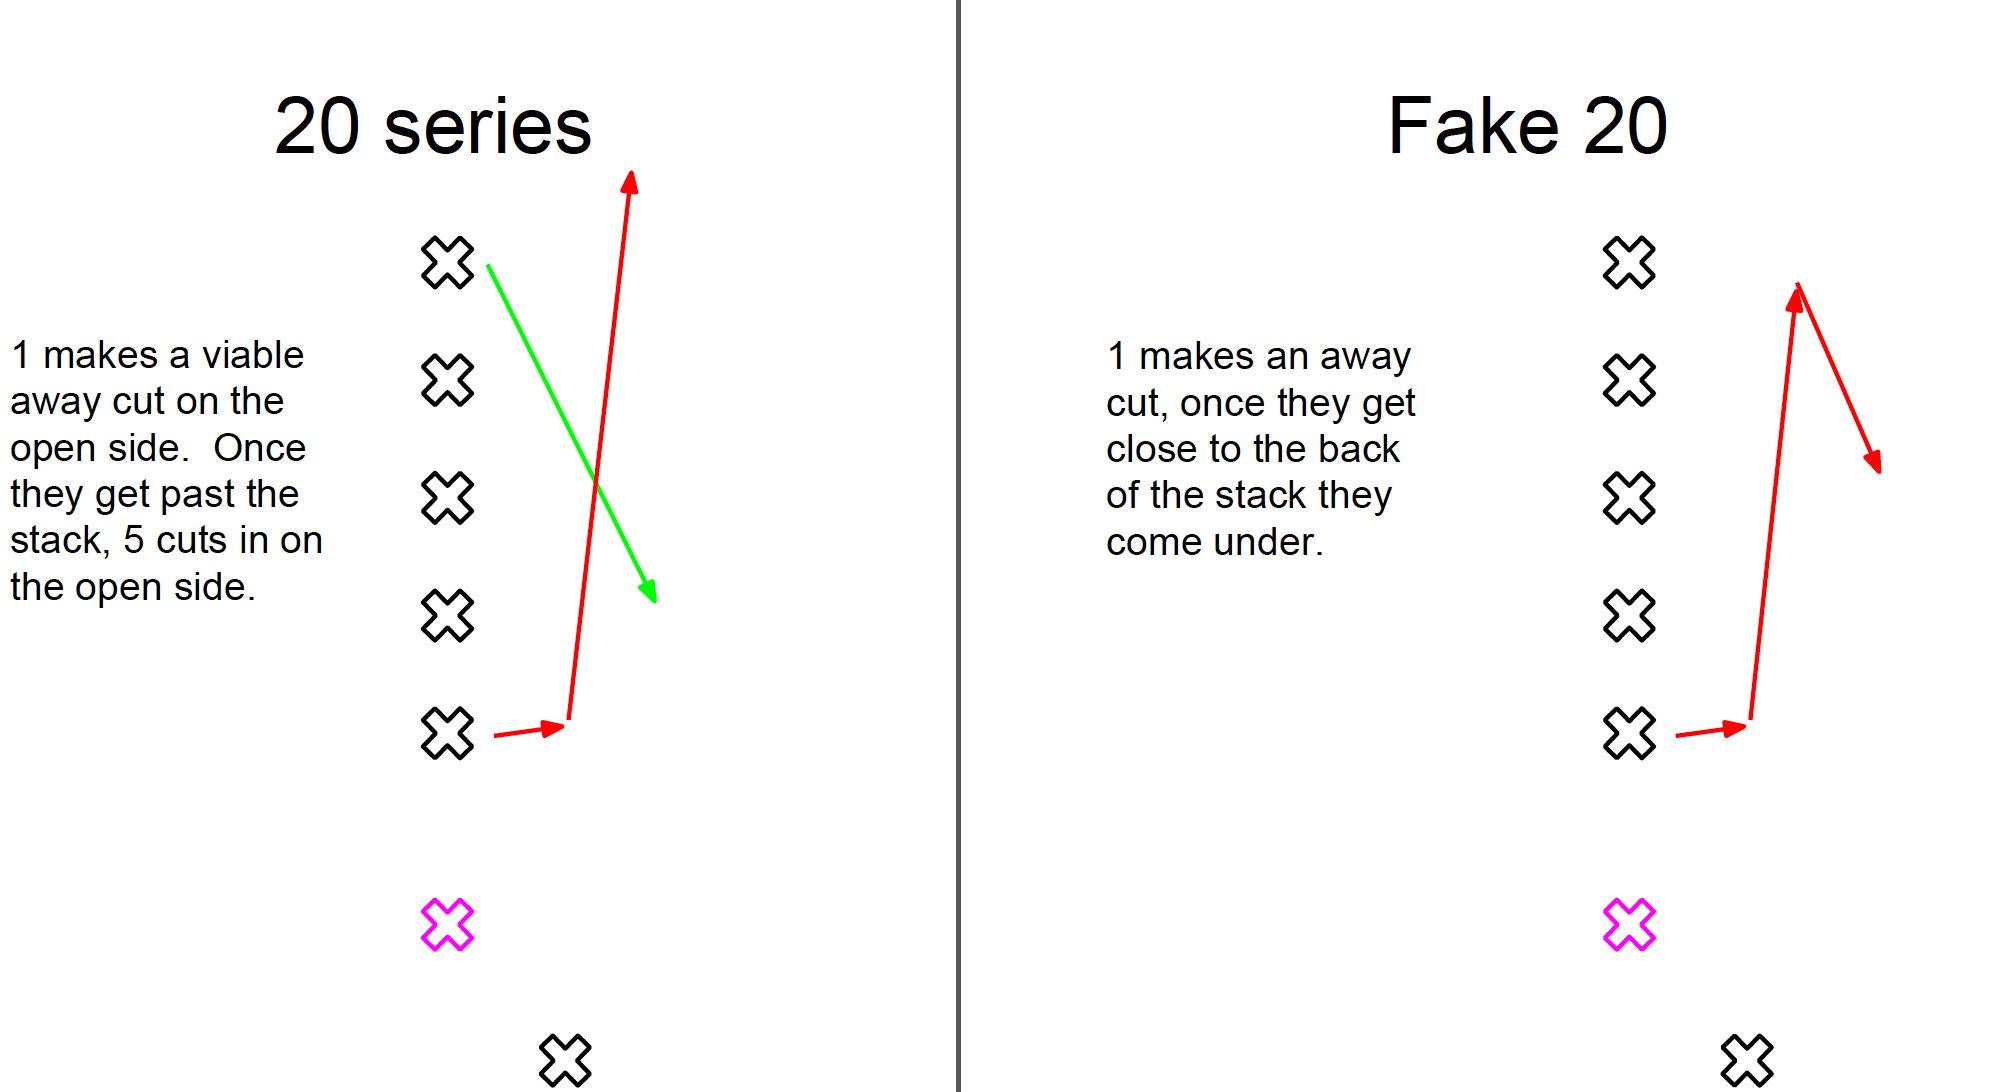 20 series
1 makes a viable
away cut on the
open side.  Once
they get past the
stack, 5 cuts in on
the open side.
Fake 20
1 makes an away
cut, once they get
close to the back
of the stack they
come under.